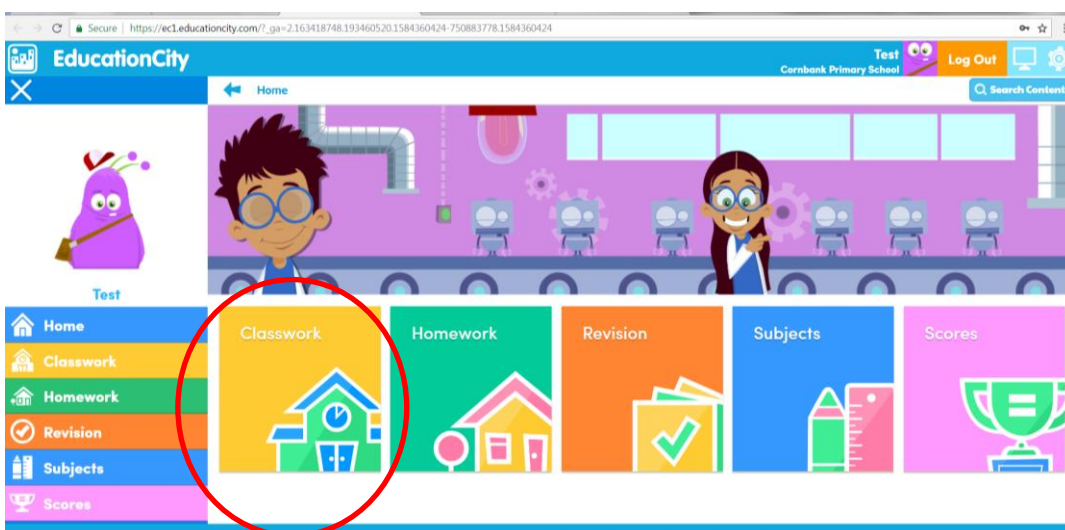 Secure | https://ec1.educationcity.com/?_ga=2.163418748.193460520.1584360424-750883778.1584360424
EducationCity
Test
Cornbank Primary School
Log Out
Home
Search Content
Test
Home
Classwork
Homework
Revision
Subjects
Scores
Classwork
Homework
Revision
Subjects
Scores